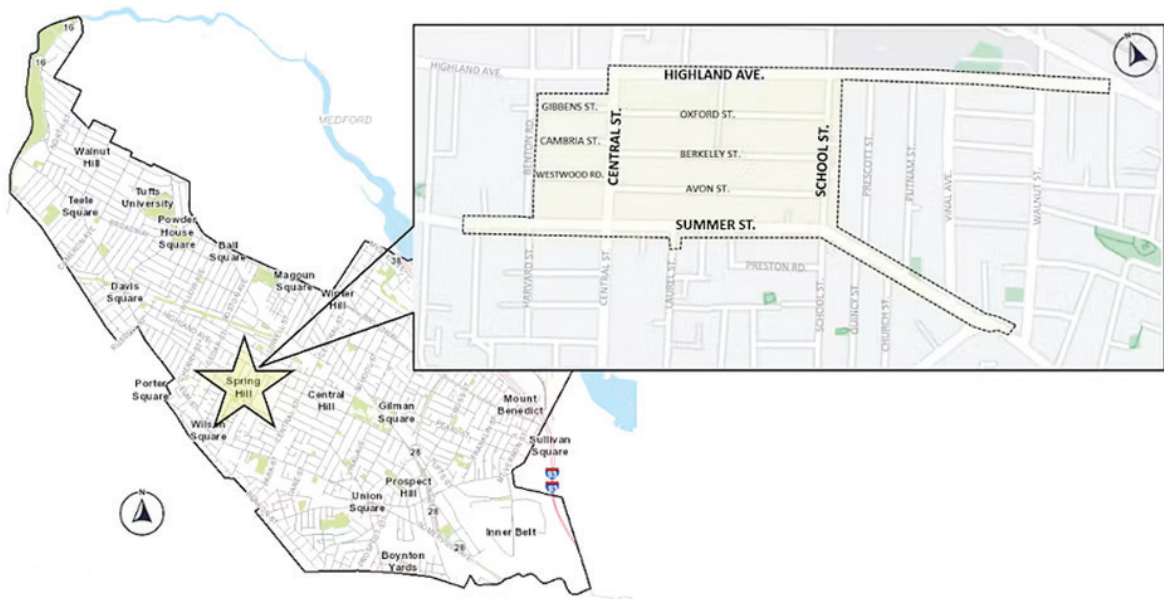 16
16
MEDFORD
Walnut
Hill
Teele
Square
Tufts
University
BROADWAY
Powder
House
Square
Ball
Square
Davis
Square
Magoun
Square
Winter
Hill
38
HIGHLAND AVE
Porter
Square
Spring
Hill
Wilson
Square
Central
Hill
Gilman
Square
Mount
Benedict
Sullivan
Square
28
Prospect
Hill
Union
Square
28
Inner Belt
28
Boynton
Yards
N
N
HIGHLAND AVE.
HIGHLAND AVE.
GIBBENS ST.
OXFORD ST.
CAMBRIA ST.
BERKELEY ST.
WESTWOOD RD.
AVON ST.
BENTON RD.
CENTRAL ST.
SCHOOL ST.
PRESCOTT ST.
PUTNAM ST.
VINAL AVE.
WALNUT ST.
SUMMER ST.
PRESTON RD.
HARVARD ST.
CENTRAL ST.
LAUREL ST.
SCHOOL ST.
QUINCY ST.
CHURCH ST.